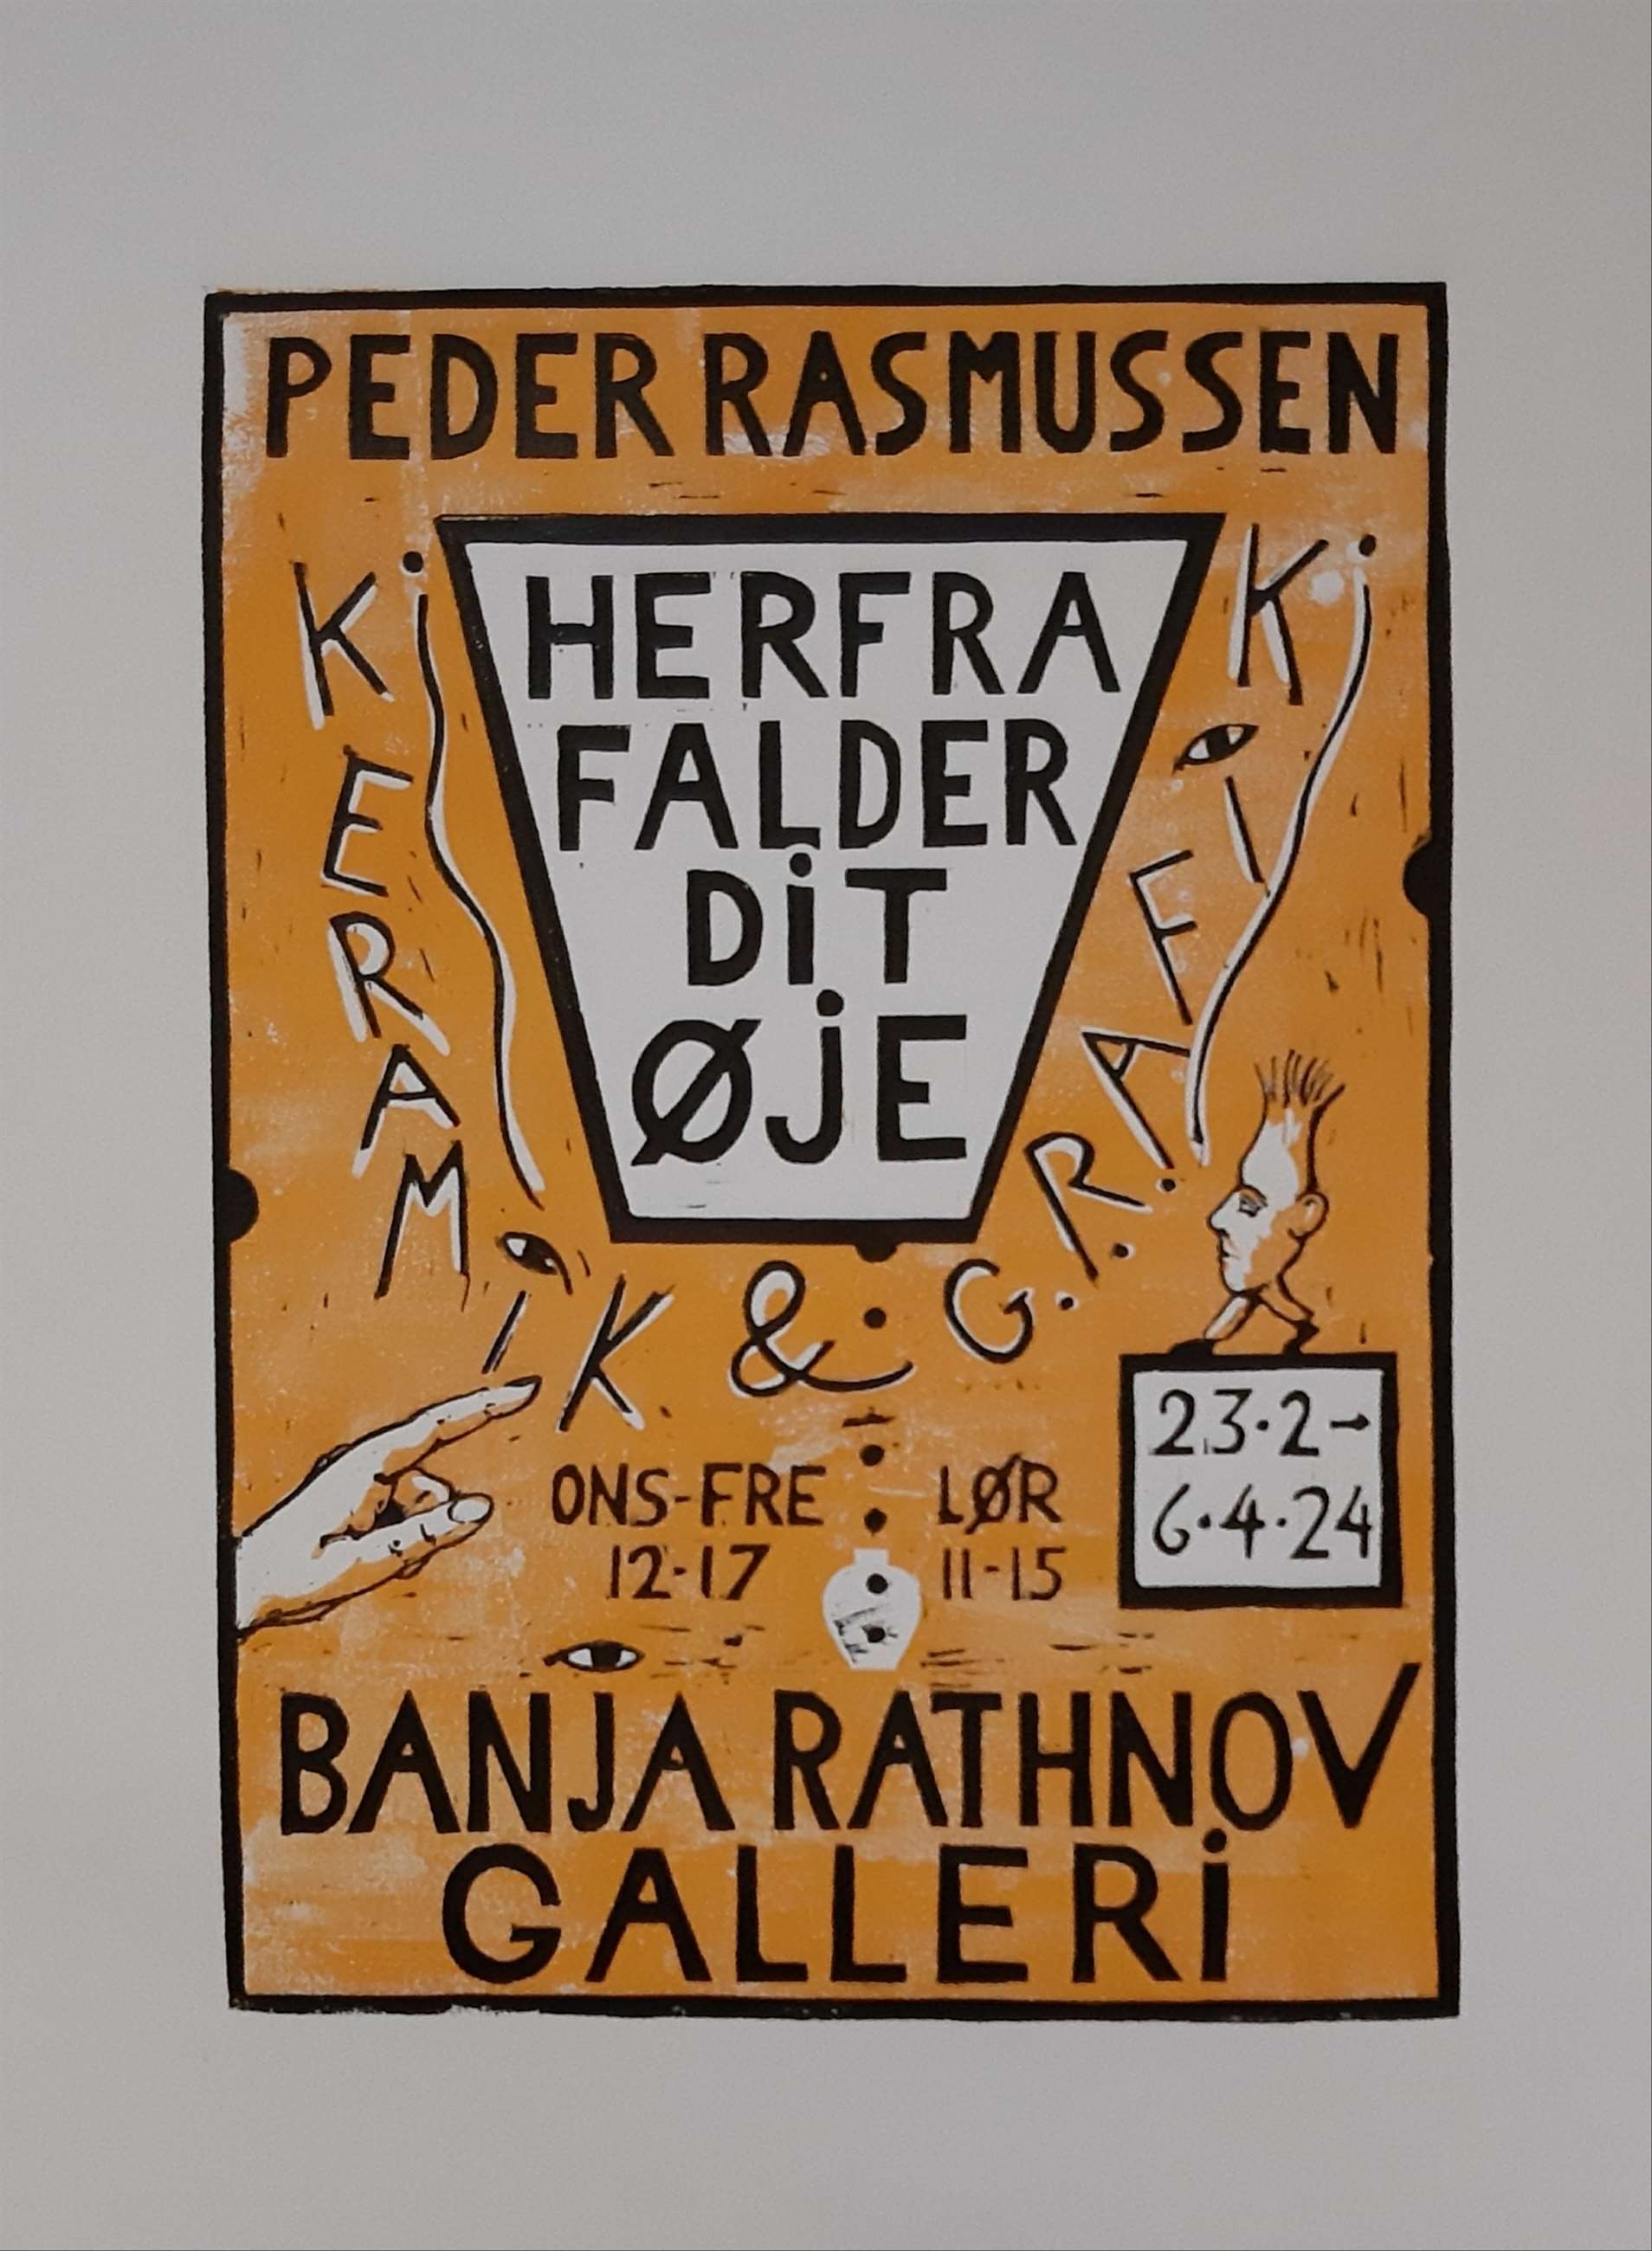 PEDER RASMUSSEN
HERFRA
FALDER
DiT
ØjE
KERAMIK & G.R.AFIK
ONS-FRE
12-17
LØR
11-15
23·2-
6·4·24
BANJA RATHNOV
GALLERi